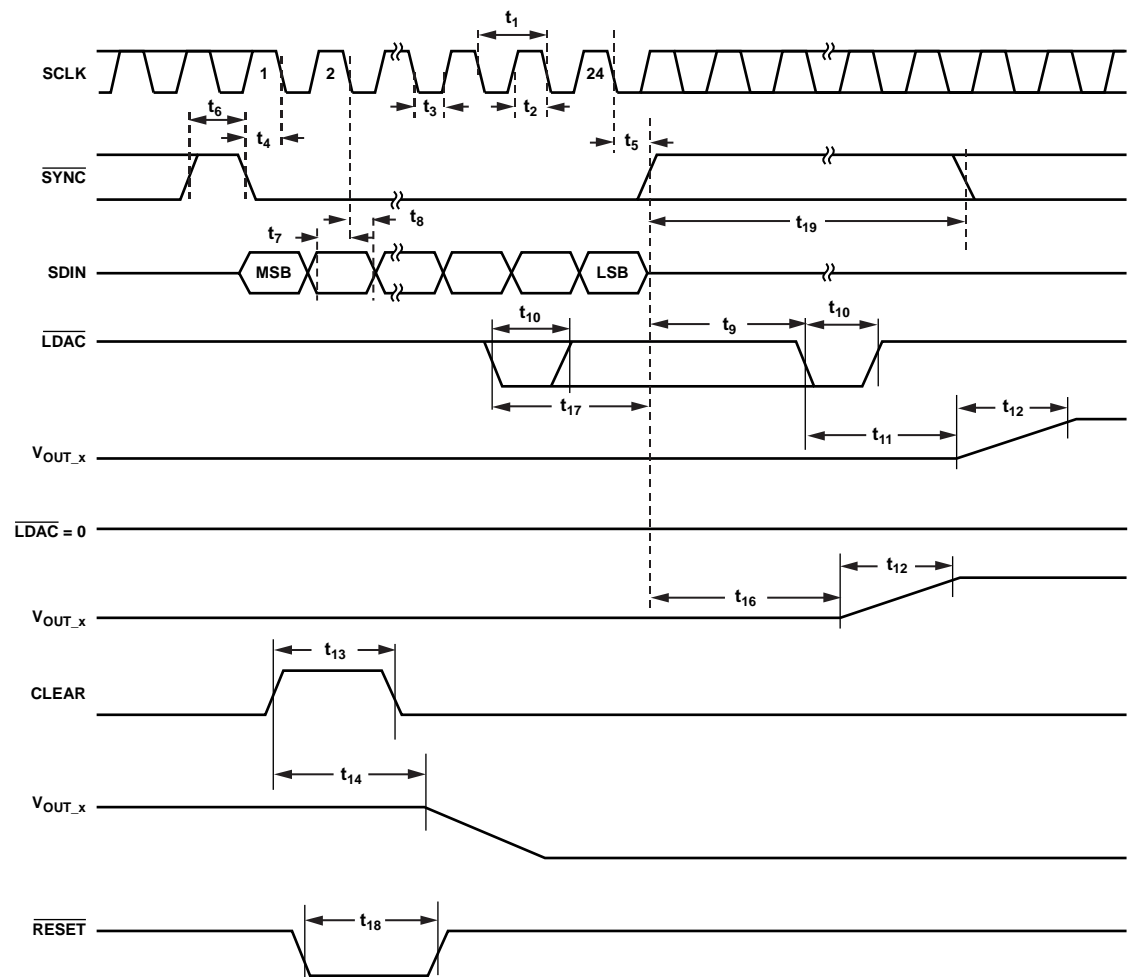 t1
SCLK
1
2
24
t3
t2
t6
t4
t5
SYNC
t19
t8
t7
SDIN
MSB
LSB
t10
t9
t10
LDAC
t17
t12
t11
VOUT_x
LDAC = 0
t12
t16
VOUT_x
t13
CLEAR
t14
VOUT_x
t18
RESET